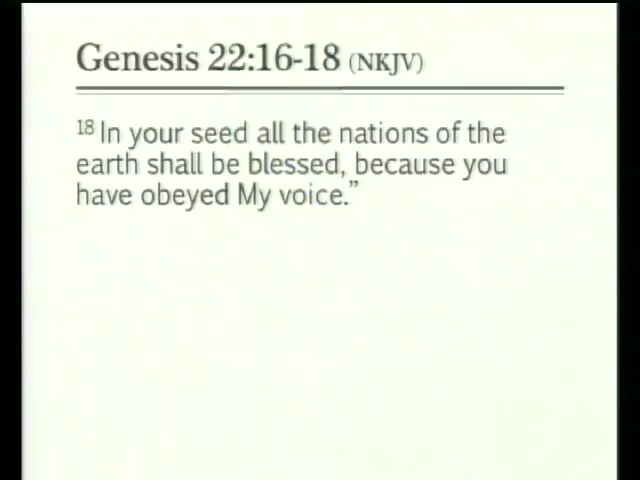 Genesis 22:16-18 (NKJV)
18 In your seed all the nations of the
earth shall be blessed, because you
have obeyed My voice.”